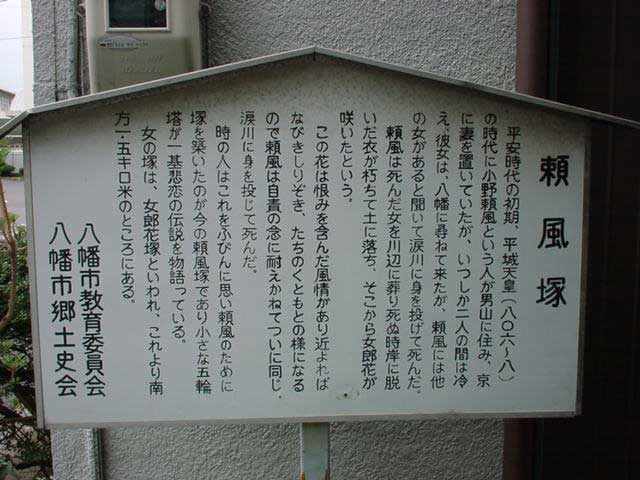 頼風塚
平安時代の初期、平城天皇（八〇六～八）
の時代に小野頼風という人が男山に住み、京
に妻を置いていたが、いつしか二人の間は冷
え、彼女は、八幡に尋ねて来たが、頼風には他
の女があると聞いて涙川に身を投げて死んだ。
頼風は死んだ女を川辺に葬り死ぬ時岸に脱
いだ衣が朽ちて土に落ち、そこから女郎花が
咲いたという。
この花は恨みを含んだ風情があり近よれば
なびきしりぞき、たちのくともとの様になる
ので頼風は自責の念に耐えかねてついに同じ
涙川に身を投じて死んだ。
時の人はこれをふびんに思い頼風のために
塚を築いたのが今の頼風塚であり小さな五輪
塔が一基悲恋の伝説を物語っている。
女の塚は、女郎花塚といわれ、これより南
方一・五キロ米のところにある。
八幡市教育委員会
八幡市郷土史会